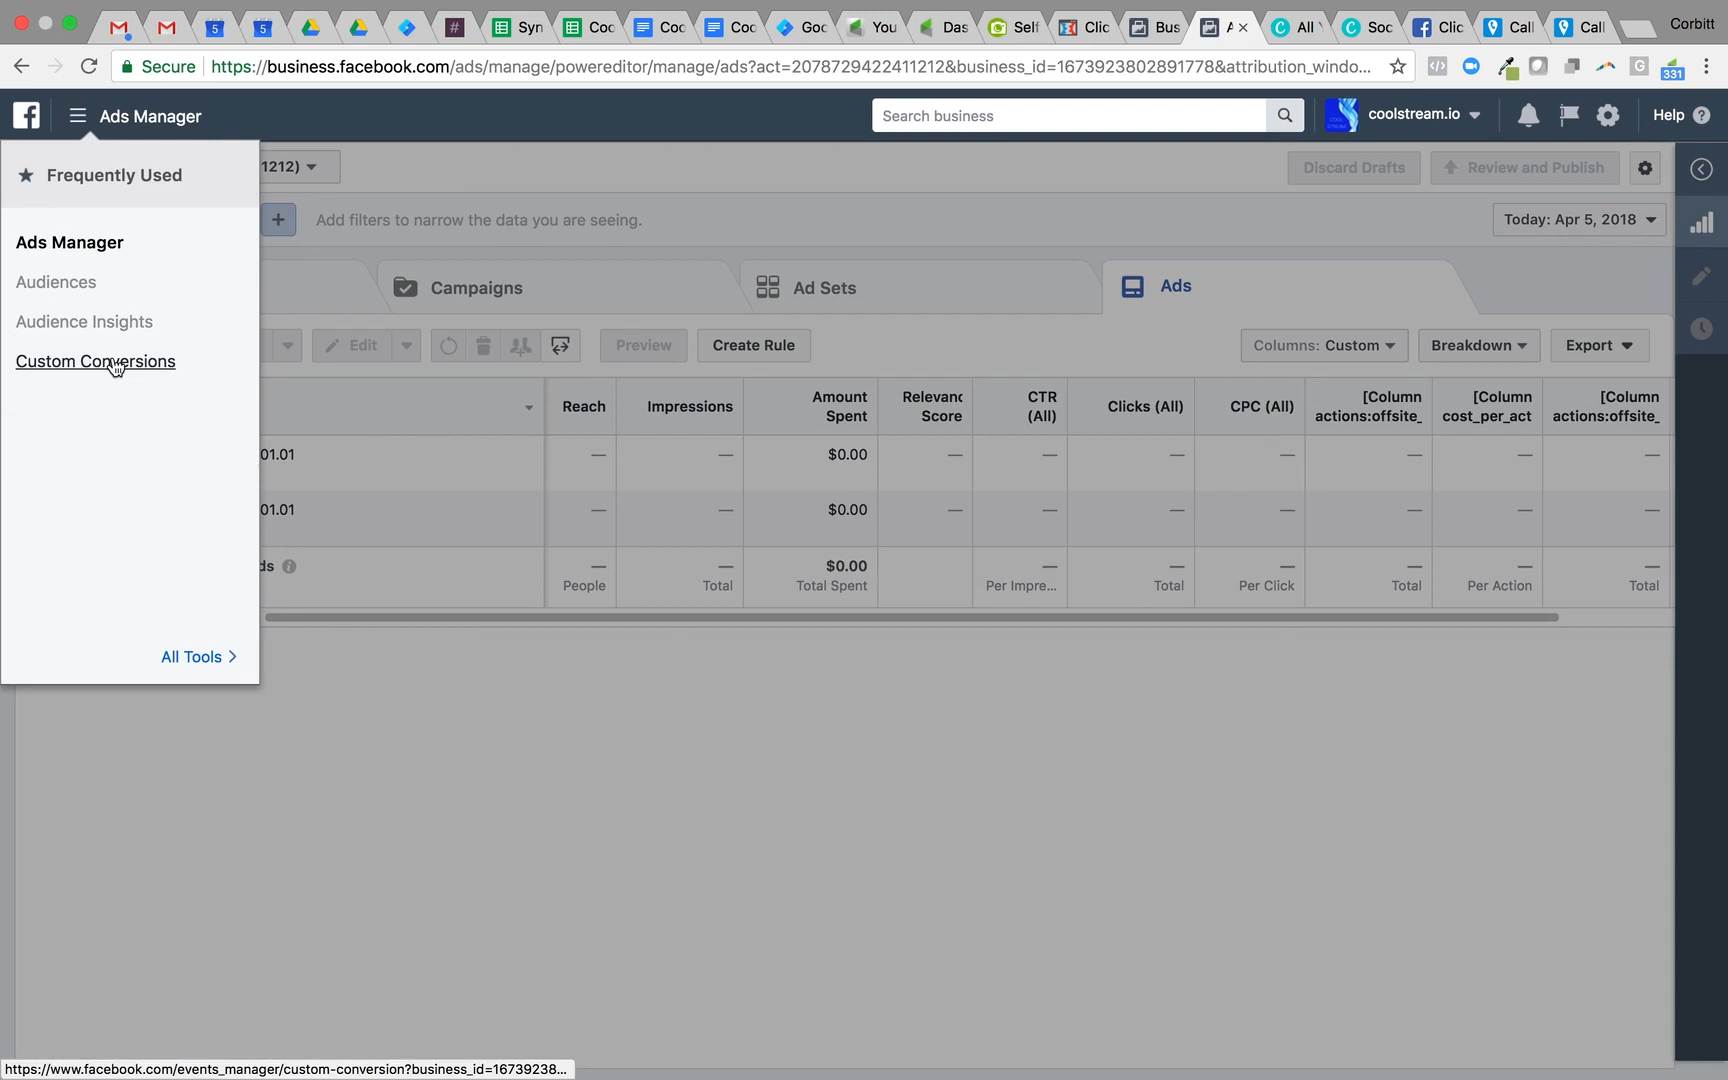 5
5
#
Syn
Coc
Coc
Coc
Goc
You
Das
Self
Clic
Bus
A
All
Soc
Clic
Call
Call
Corbitt
Secure
https://business.facebook.com/ads/manage/powereditor/manage/ads?act=2078729422411212&business_id=1673923802891778&attribution_windo...
G
331
Ads Manager
Search business
coolstream.io
Help ?
Frequently Used
1212)
Discard Drafts
Review and Publish
+
Add filters to narrow the data you are seeing.
Today: Apr 5, 2018
Ads Manager
Audiences
Audience Insights
Custom Conversions
All Tools >
Campaigns
Ad Sets
Ads
Edit
Preview
Create Rule
Columns: Custom
Breakdown
Export
Reach
Impressions
Amount
Spent
Relevanc
Score
CTR
(All)
Clicks (All)
CPC (All)
[Column
actions:offsite_
[Column
cost_per_act
[Column
actions:offsite_
01.01 — — $0.00 — — — — — — —
01.01 — — $0.00 — — — — — — —
ds — — $0.00 — — — — — —
People Total Total Spent Per Impre... Total Per Click Total Per Action Total
https://www.facebook.com/events_manager/custom-conversion?business_id=16739238...